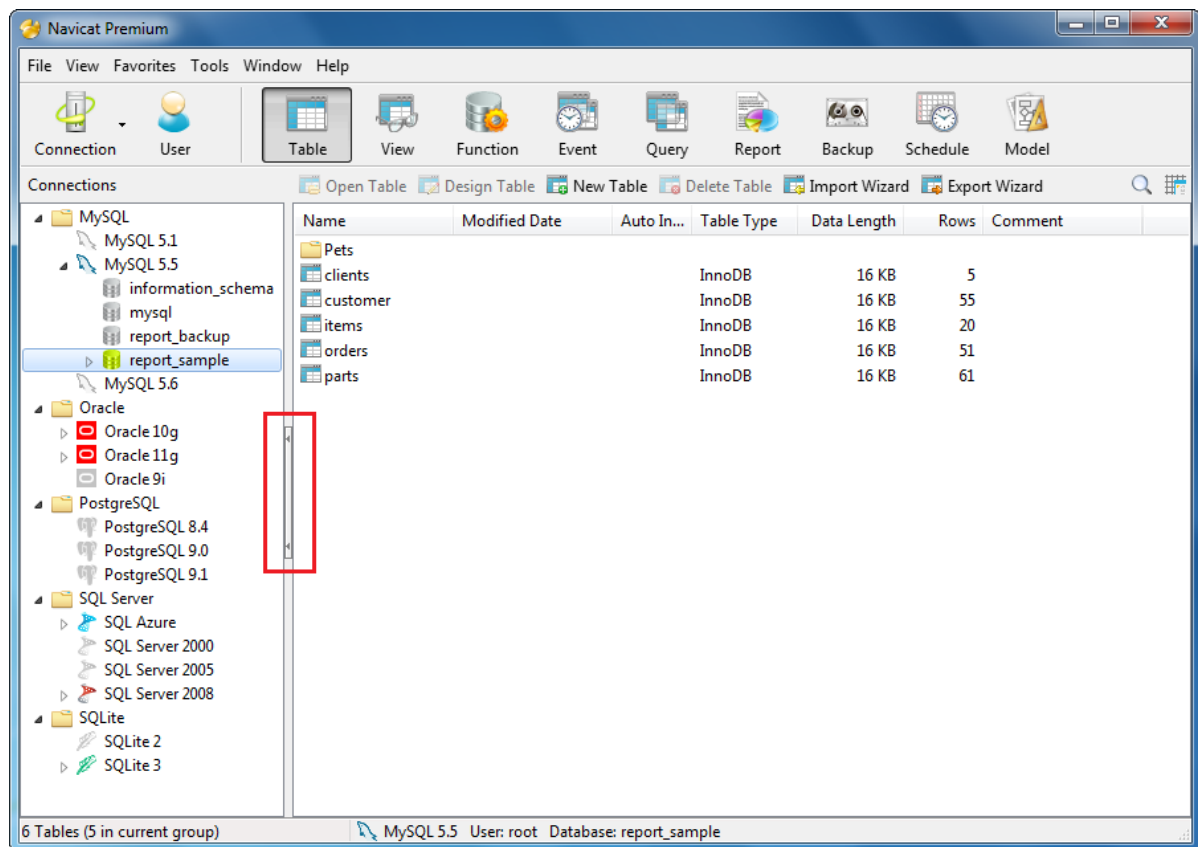 Navicat Premium
File View Favorites Tools Window Help
Connection User Table View Function Event Query Report Backup Schedule Model
Connections Open Table Design Table New Table Delete Table Import Wizard Export Wizard
MySQL
MySQL 5.1
MySQL 5.5
information_schema
mysql
report_backup
report_sample
MySQL 5.6
Oracle
Oracle 10g
Oracle 11g
Oracle 9i
PostgreSQL
PostgreSQL 8.4
PostgreSQL 9.0
PostgreSQL 9.1
SQL Server
SQL Azure
SQL Server 2000
SQL Server 2005
SQL Server 2008
SQLite
SQLite 2
SQLite 3
Name Modified Date Auto In... Table Type Data Length Rows Comment
Pets
clients InnoDB 16 KB 5
customer InnoDB 16 KB 55
items InnoDB 16 KB 20
orders InnoDB 16 KB 51
parts InnoDB 16 KB 61
6 Tables (5 in current group) MySQL 5.5 User: root Database: report_sample